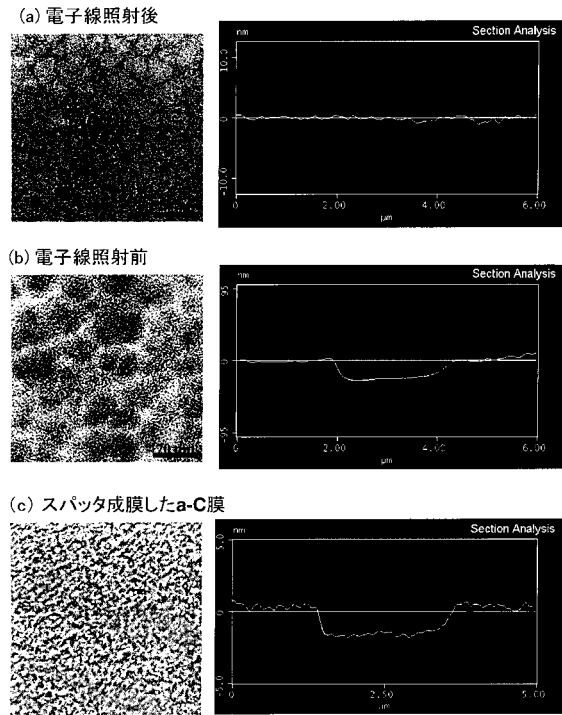 (a) 電子線照射後
nm
Section Analysis
10.0
0
-10.0
0
2.00
4.00
6.00
μm
(b) 電子線照射前
nm
Section Analysis
95
0
-95
0
2.00
4.00
6.00
μm
(c) スパッタ成膜したa-C膜
nm
Section Analysis
5.0
0
-5.0
0
2.50
5.00
μm